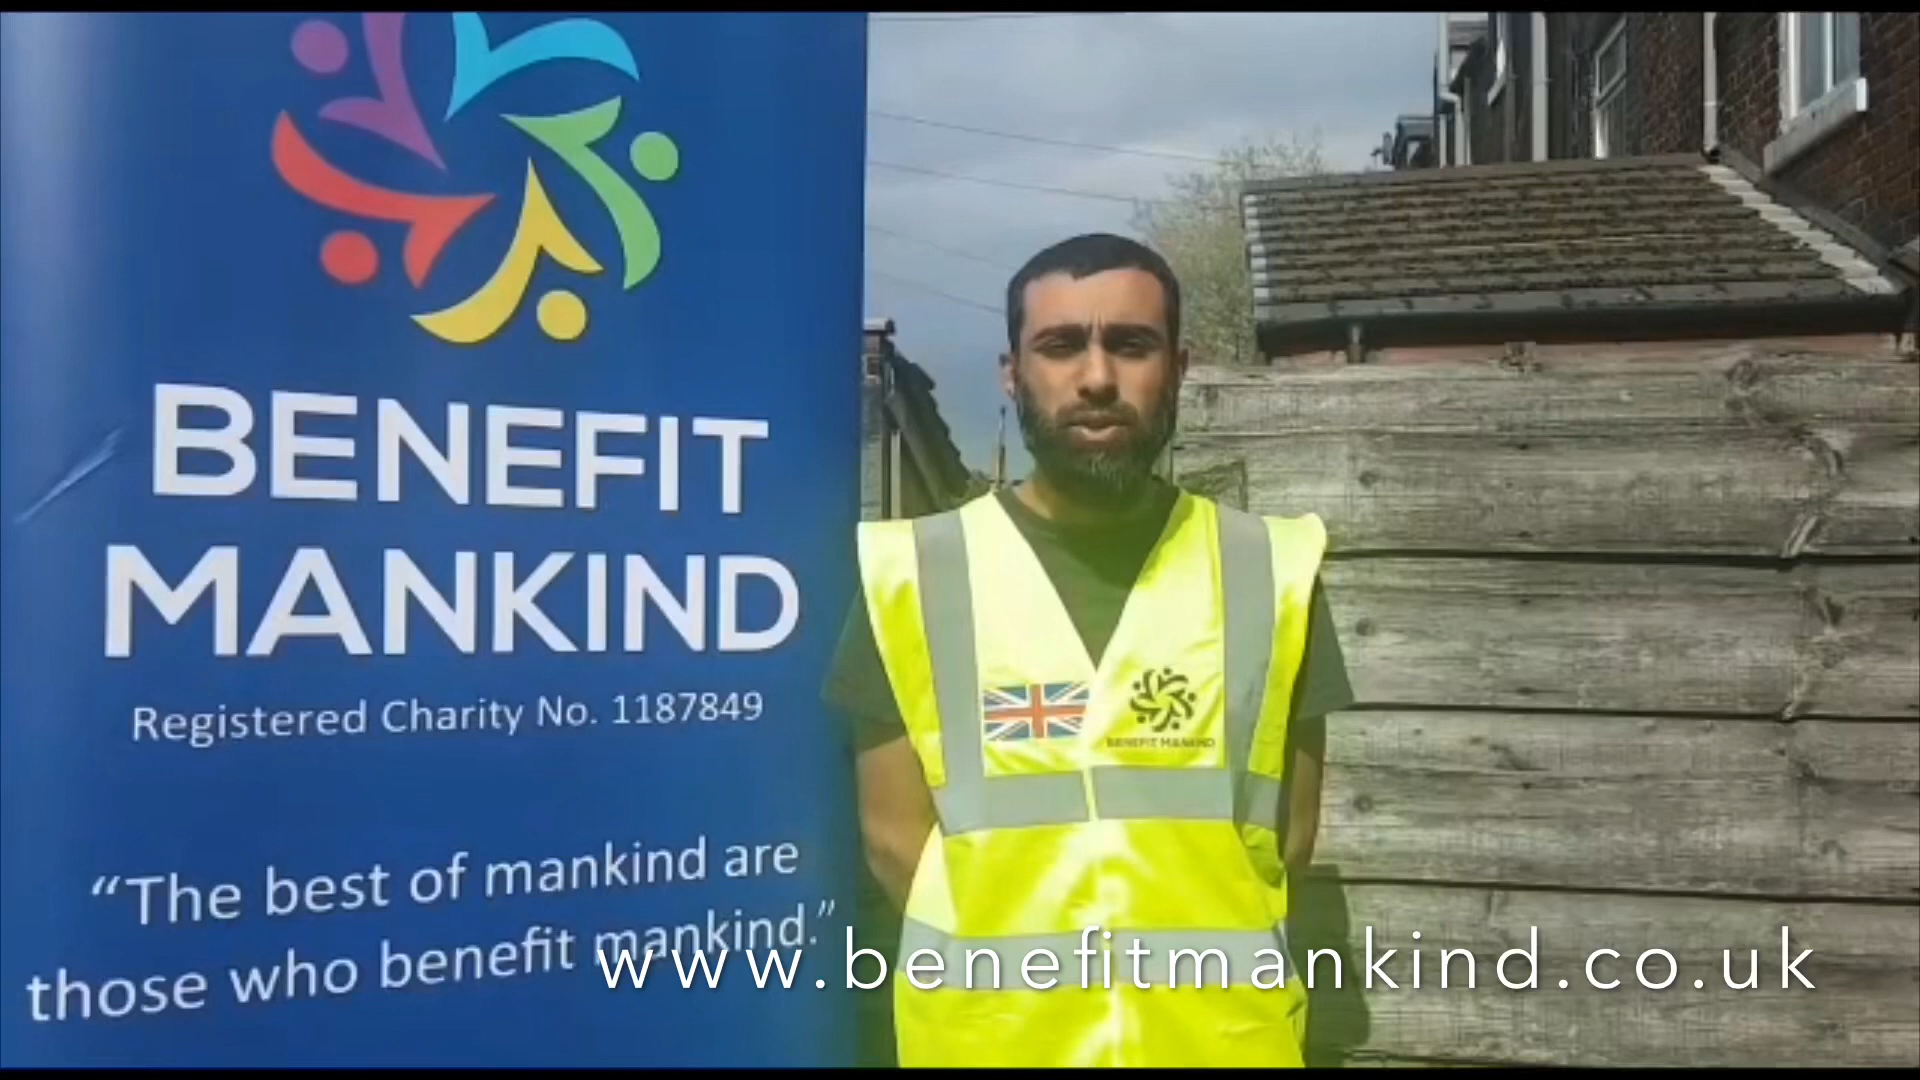 BENEFIT
MANKIND
Registered Charity No. 1187849
“The best of mankind are
those who benefit mankind.”
BENEFIT MANKIND
www.benefitmankind.co.uk